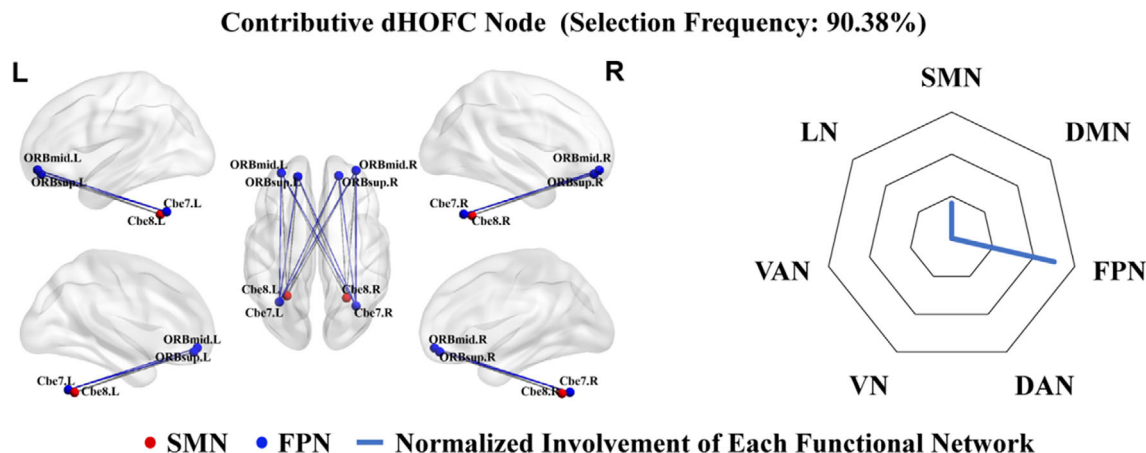 Contributive dHOFC Node (Selection Frequency: 90.38%)
L
R
ORBmid.L
ORBsup.L
Cbe7.L
Cbe8.L
ORBmid.L
ORBmid.R
ORBsup.L
ORBsup.R
Cbe8.L
Cbe8.R
Cbe7.L
Cbe7.R
ORBmid.R
ORBsup.R
Cbe7.R
Cbe8.R
ORBmid.L
ORBsup.L
Cbe7.L
Cbe8.L
ORBmid.R
ORBsup.R
Cbe7.R
Cbe8.R
SMN
LN
DMN
VAN
FPN
VN
DAN
SMN FPN Normalized Involvement of Each Functional Network